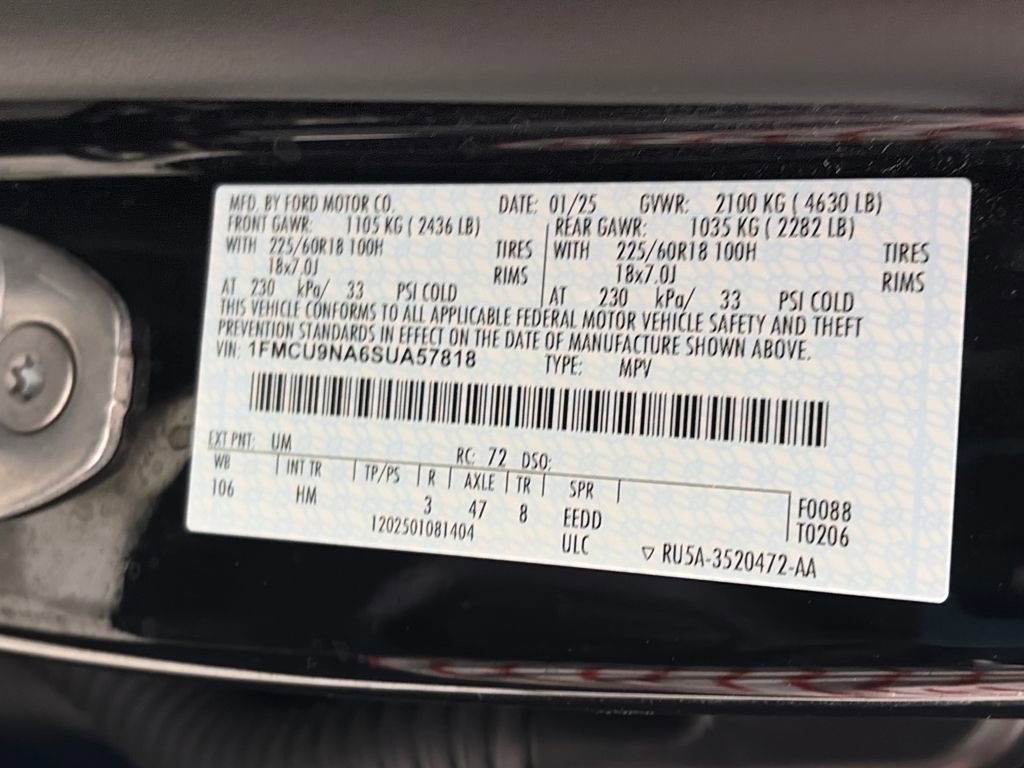 MFD. BY FORD MOTOR CO. DATE: 01/25 GVWR: 2100 KG ( 4630 LB)
FRONT GAWR: 1105 KG ( 2436 LB) REAR GAWR: 1035 KG ( 2282 LB)
WITH 225/60R18 100H TIRES WITH 225/60R18 100H TIRES
18x7.0J RIMS 18x7.0J RIMS
AT 230 kPa/ 33 PSI COLD AT 230 kPa/ 33 PSI COLD
THIS VEHICLE CONFORMS TO ALL APPLICABLE FEDERAL MOTOR VEHICLE SAFETY AND THEFT
PREVENTION STANDARDS IN EFFECT ON THE DATE OF MANUFACTURE SHOWN ABOVE.
VIN: 1FMCU9NA6SUA57818 TYPE: MPV
EXT PNT: UM RC: 72 DSO:
WB INT TR TP/PS R AXLE TR SPR
106 HM 3 47 8 EEDD F0088
1202501081404 ULC T0206
▽ RU5A-3520472-AA